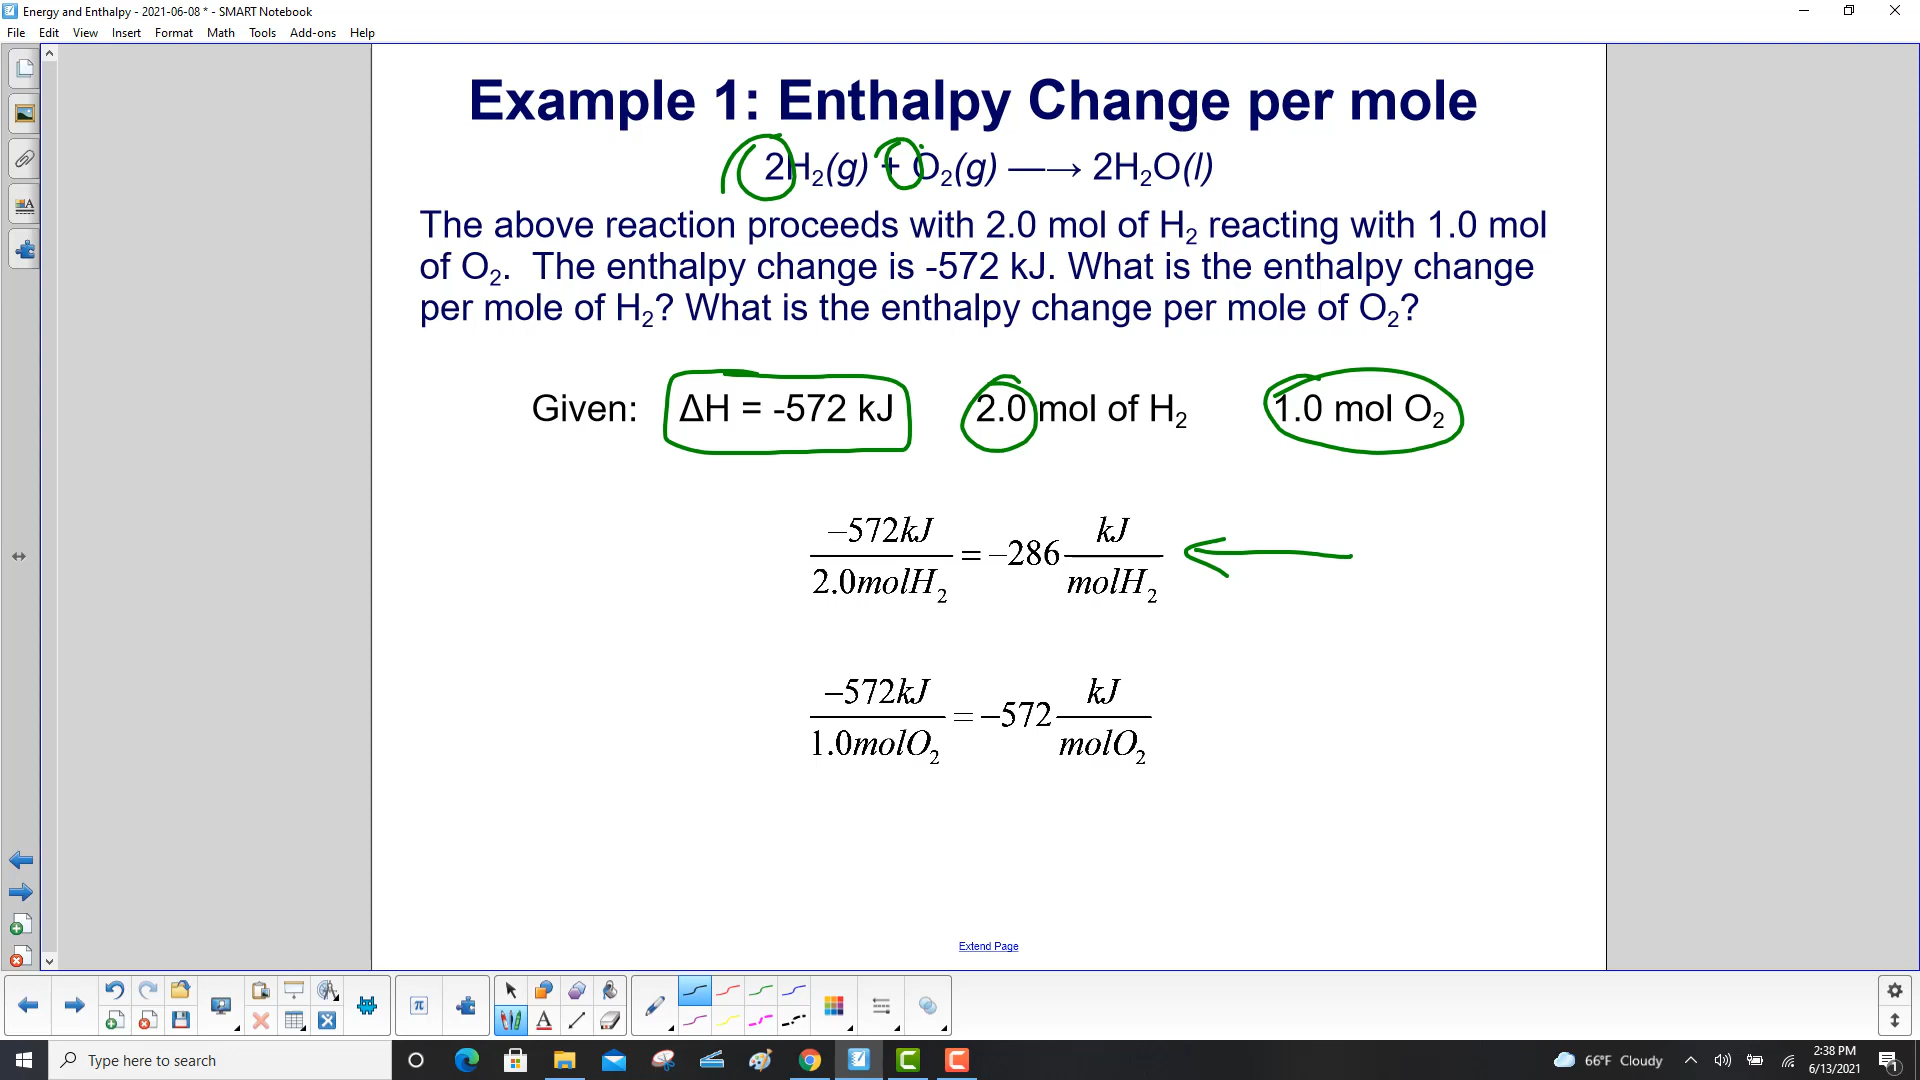 Energy and Enthalpy - 2021-06-08 * - SMART Notebook
File Edit View Insert Format Math Tools Add-ons Help
Example 1: Enthalpy Change per mole
2H₂(g) + O₂(g) —→ 2H₂O(l)
The above reaction proceeds with 2.0 mol of H₂ reacting with 1.0 mol
of O₂.  The enthalpy change is -572 kJ. What is the enthalpy change
per mole of H₂? What is the enthalpy change per mole of O₂?
Given: ΔH = -572 kJ 2.0 mol of H₂ 1.0 mol O₂
–572kJ
2.0molH₂
= –286
kJ
molH₂
–572kJ
1.0molO₂
= –572
kJ
molO₂
Extend Page
π
A
Type here to search
66°F Cloudy
2:38 PM
6/13/2021
1